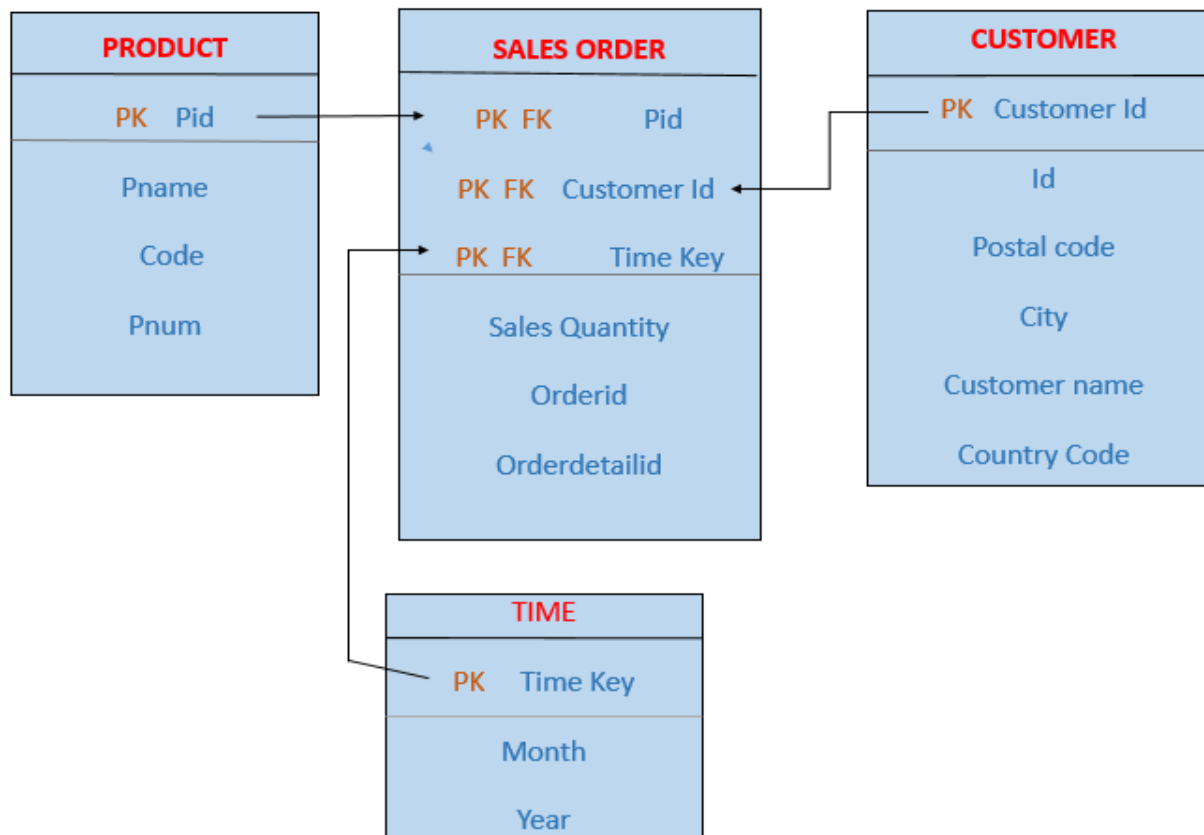 PRODUCT
PK Pid
Pname
Code
Pnum
SALES ORDER
PK FK Pid
PK FK Customer Id
PK FK Time Key
Sales Quantity
Orderid
Orderdetailid
CUSTOMER
PK Customer Id
Id
Postal code
City
Customer name
Country Code
TIME
PK Time Key
Month
Year